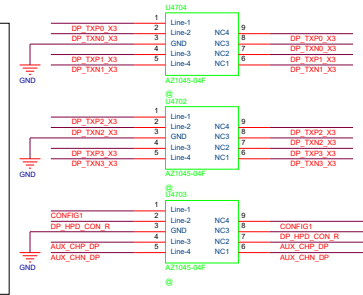 U4704
1 Line-1
DP_TXP0_X3 2 Line-2 NC4 9
DP_TXN0_X3 3 GND NC3 8 DP_TXP0_X3
4 Line-3 NC2 7 DP_TXN0_X3
DP_TXP1_X3 5 Line-4 NC1 6 DP_TXP1_X3
DP_TXN1_X3 DP_TXN1_X3
GND
AZ1045-04F
@
U4702
1 Line-1
DP_TXP2_X3 2 Line-2 NC4 9
DP_TXN2_X3 3 GND NC3 8 DP_TXP2_X3
4 Line-3 NC2 7 DP_TXN2_X3
DP_TXP3_X3 5 Line-4 NC1 6 DP_TXP3_X3
DP_TXN3_X3 DP_TXN3_X3
GND
AZ1045-04F
@
U4703
1 Line-1
CONFIG1 2 Line-2 NC4 9
DP_HPD_CON_R 3 GND NC3 8 CONFIG1
4 Line-3 NC2 7 DP_HPD_CON_R
AUX_CHP_DP 5 Line-4 NC1 6 AUX_CHP_DP
AUX_CHN_DP AUX_CHN_DP
GND
AZ1045-04F
@